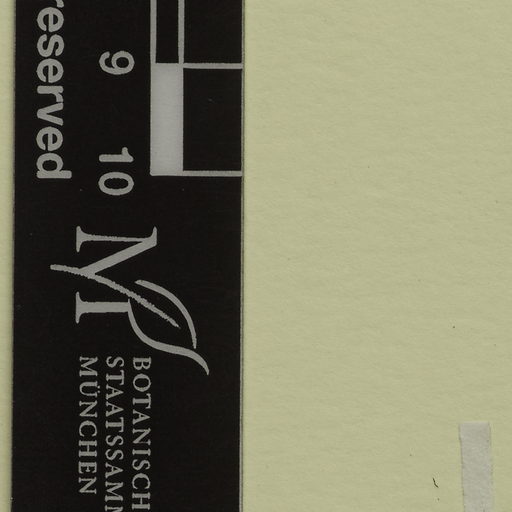 reserved
9 10
M
BOTANISCH
STAATSSAMM
MÜNCHEN